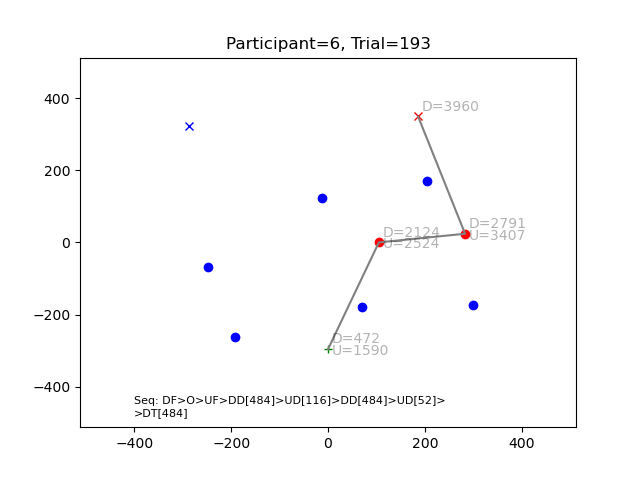 Participant=6, Trial=193
400
200
0
−200
−400
D=3960
D=2791
U=3407
D=2124
U=2524
D=472
U=1590
Seq: DF>O>UF>DD[484]>UD[116]>DD[484]>UD[52]>
>DT[484]
−400 −200 0 200 400